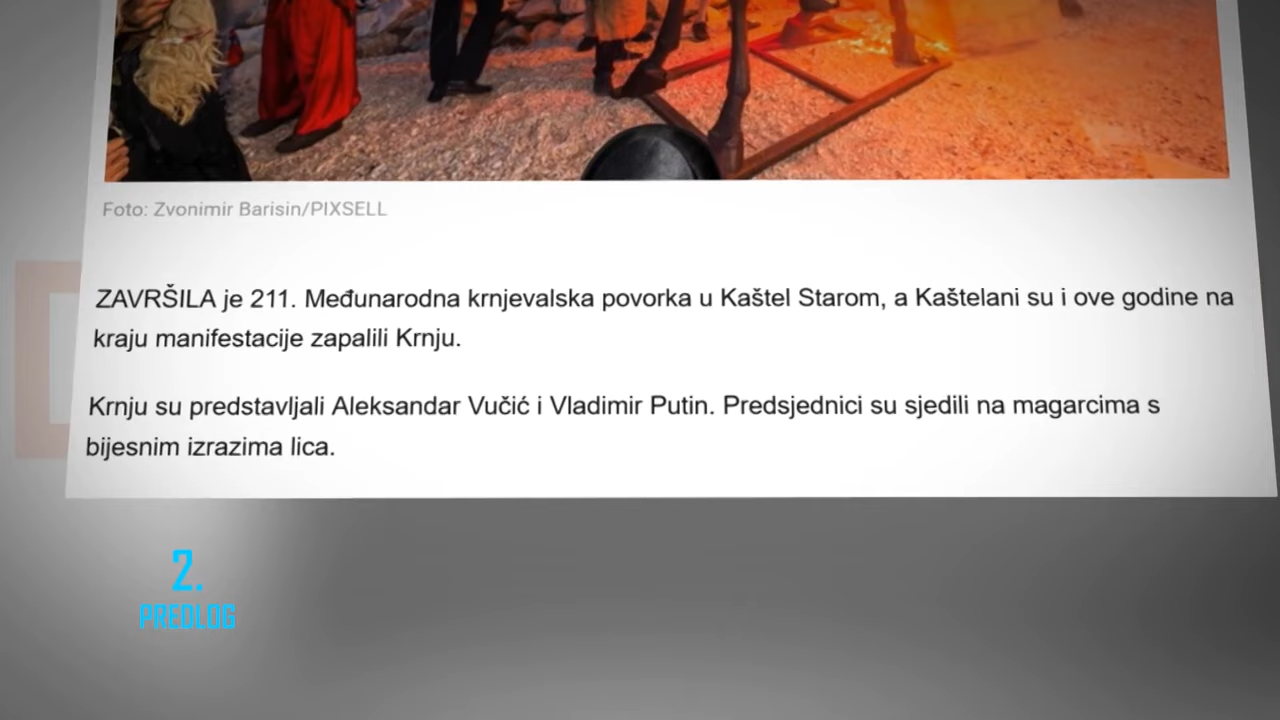 Foto: Zvonimir Barisin/PIXSELL
ZAVRŠILA je 211. Međunarodna krnjevalska povorka u Kaštel Starom, a Kaštelani su i ove godine na
kraju manifestacije zapalili Krnju.
Krnju su predstavljali Aleksandar Vučić i Vladimir Putin. Predsjednici su sjedili na magarcima s
bijesnim izrazima lica.
2.
PREDLOG